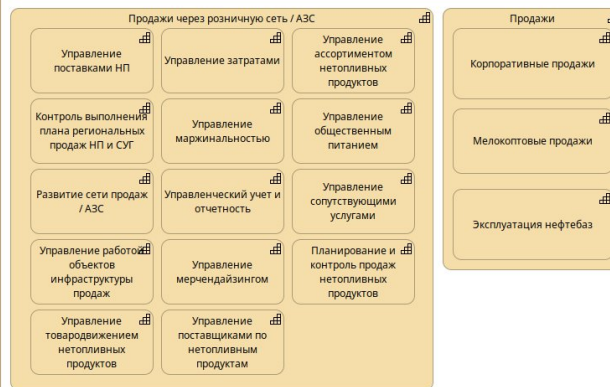 Продажи через розничную сеть / АЗС
Управление
поставками НП
Управление затратами
Управление
ассортиментом
нетопливных
продуктов
Контроль выполнения
плана региональных
продаж НП и СУГ
Управление
маржинальностью
Управление
общественным
питанием
Развитие сети продаж
/ АЗС
Управленческий учет и
отчетность
Управление
сопутствующими
услугами
Управление работой
объектов
инфраструктуры
продаж
Управление
мерчендайзингом
Планирование и
контроль продаж
нетопливных
продуктов
Управление
товародвижением
нетопливных
продуктов
Управление
поставщиками по
нетопливным
продуктам
Продажи
Корпоративные продажи
Мелкооптовые продажи
Эксплуатация нефтебаз